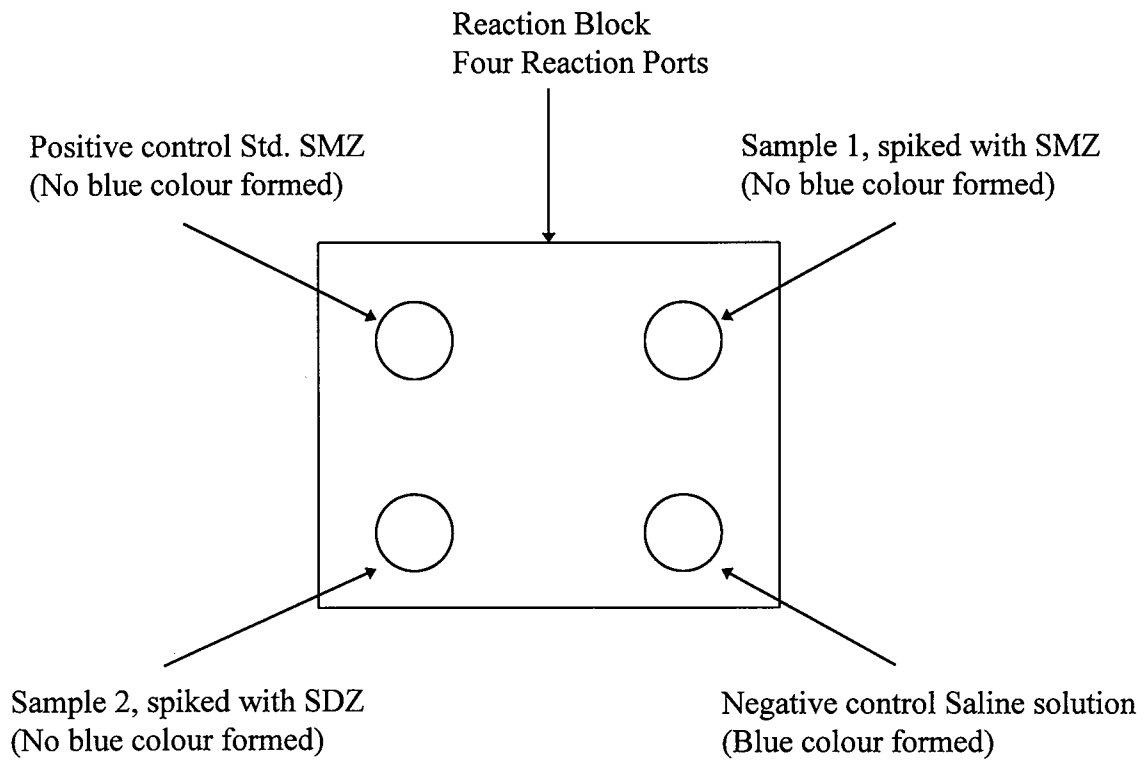 Reaction Block
Four Reaction Ports
Positive control Std. SMZ
(No blue colour formed)
Sample 1, spiked with SMZ
(No blue colour formed)
Sample 2, spiked with SDZ
(No blue colour formed)
Negative control Saline solution
(Blue colour formed)